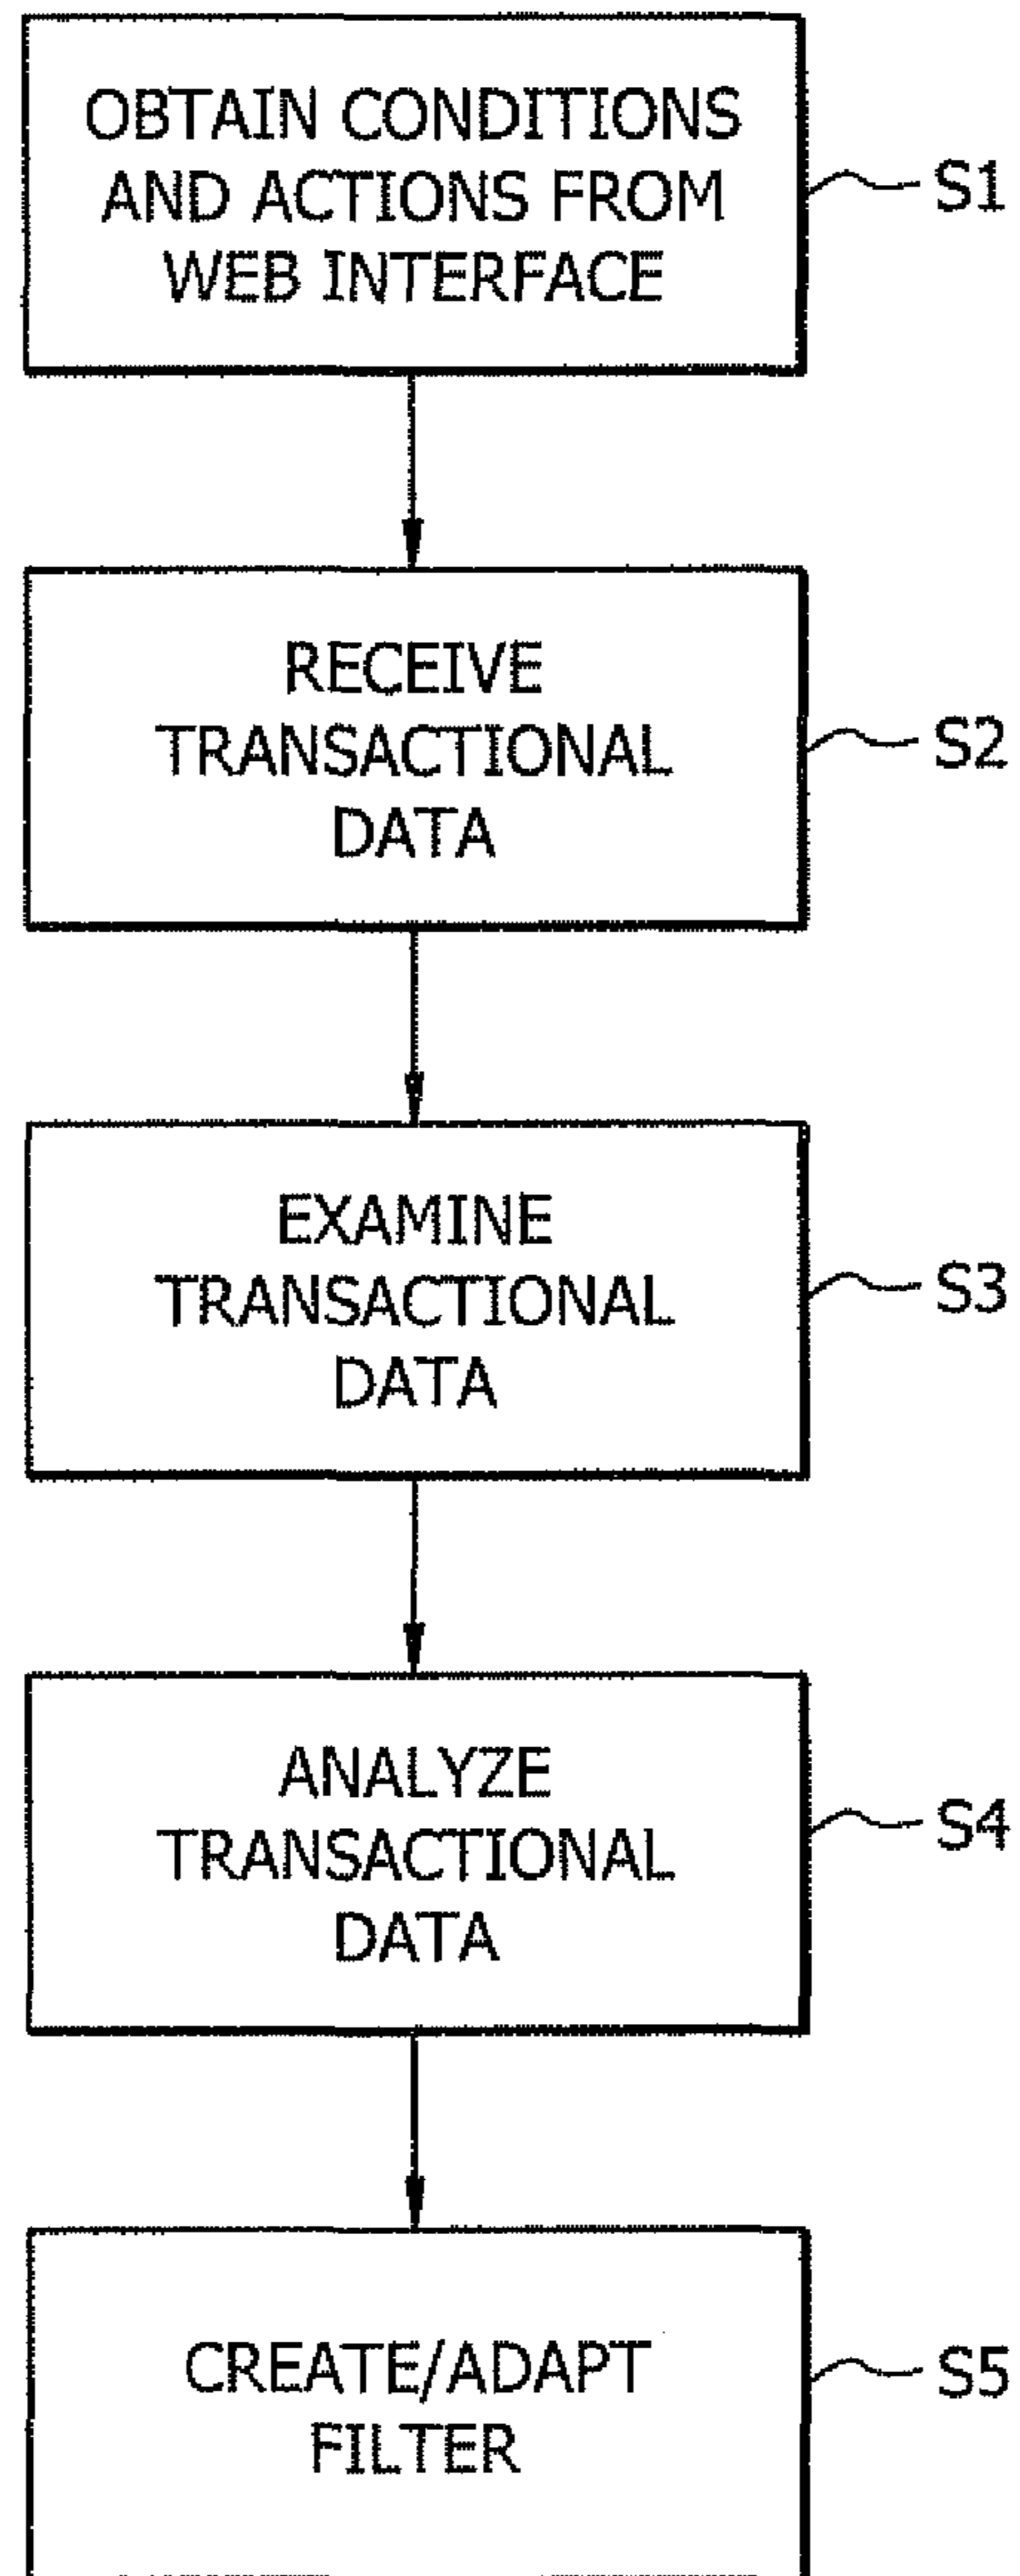 OBTAIN CONDITIONS
AND ACTIONS FROM
WEB INTERFACE
S1
RECEIVE
TRANSACTIONAL
DATA
S2
EXAMINE
TRANSACTIONAL
DATA
S3
ANALYZE
TRANSACTIONAL
DATA
S4
CREATE/ADAPT
FILTER
S5